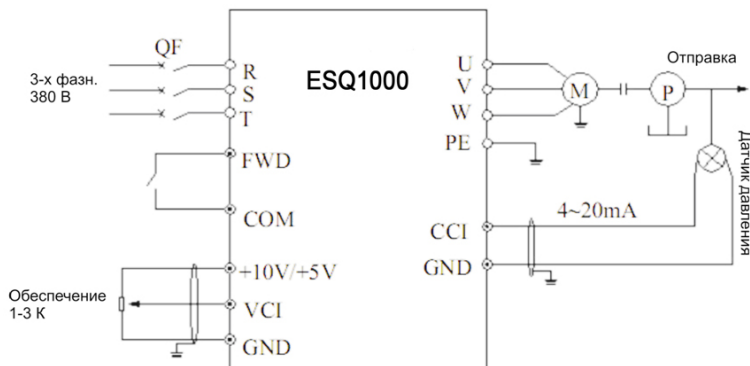 QF
3-х фазн.
380 В
R
S
T
FWD
COM
+10V/+5V
Обеспечение
1-3 К
VCI
GND
ESQ1000
U
V
W
PE
M
P
Отправка
Датчик давления
4~20mA
CCI
GND